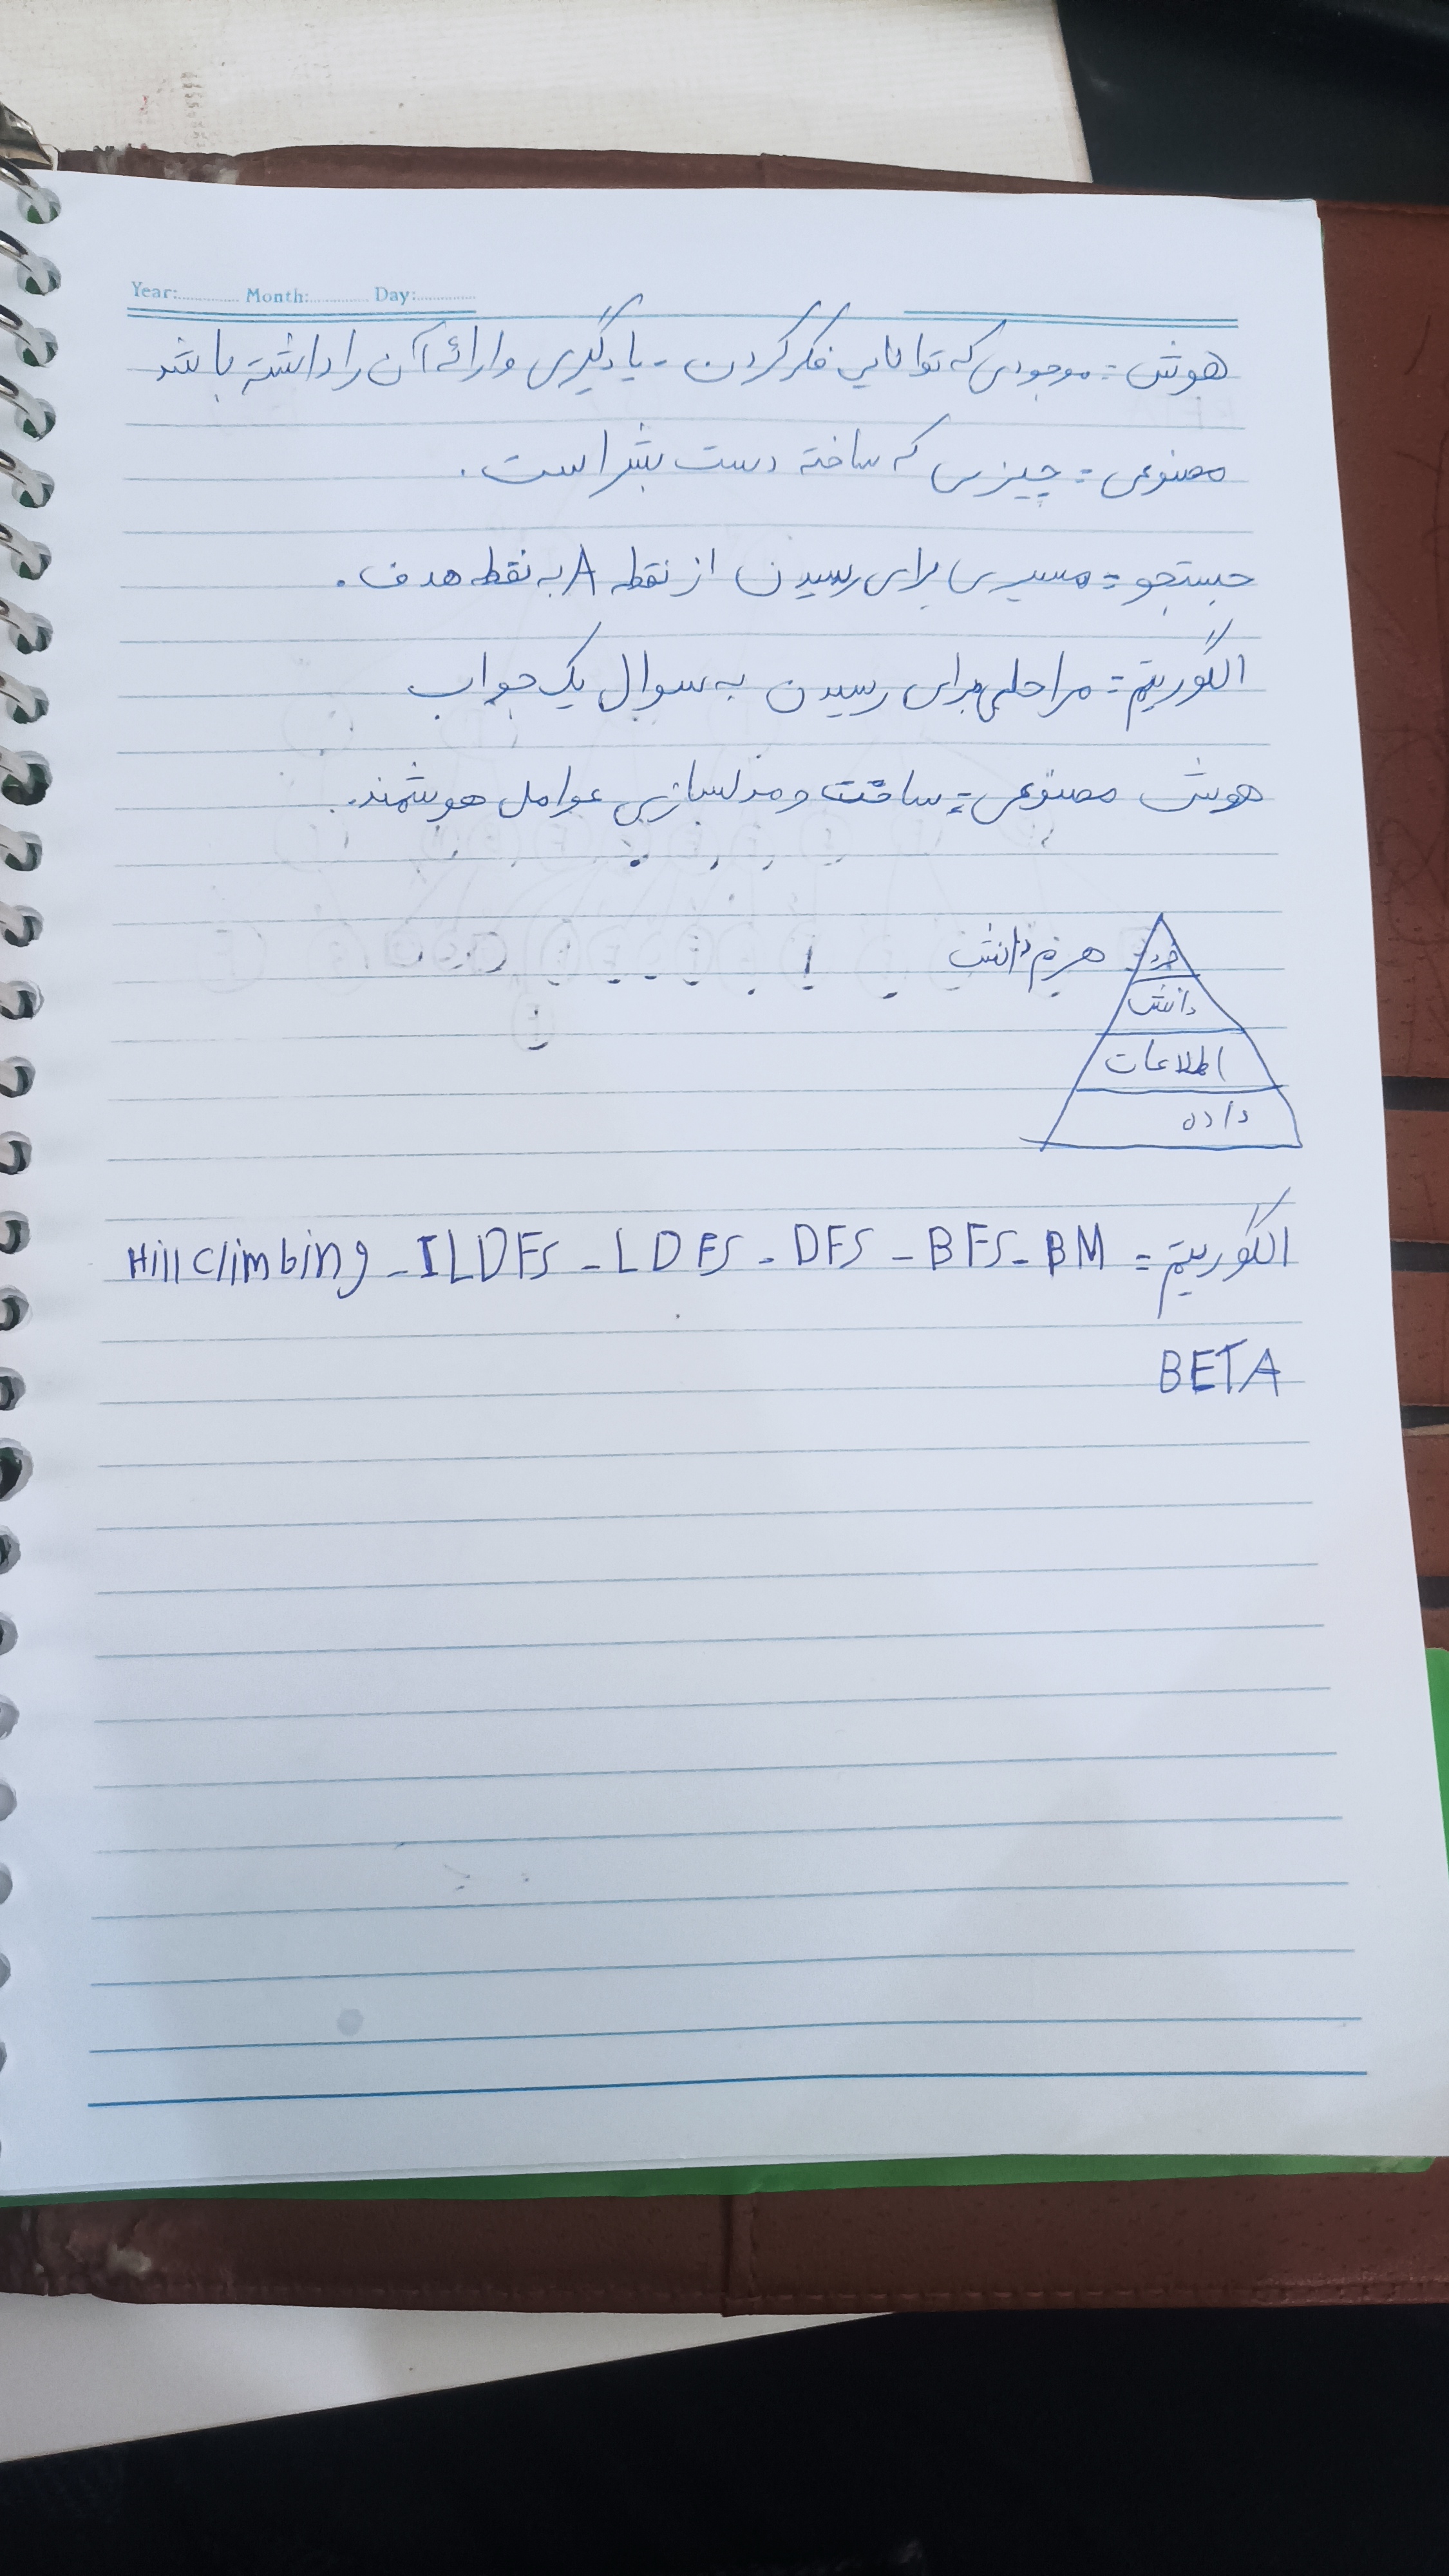 Year: Month: Day:
هوش = موجودی که توانایی فکر کردن - یادگیری و ارائه آن را داشته باشد
مصنوعی = چیزی که ساخته دست بشر است.
جستجو = مسیری برای رسیدن از نقطه A به نقطه هدف.
الگوریتم = مراحلی برای رسیدن به سوال یک جواب
هوش مصنوعی = ساخت و مدلسازی عوامل هوشمند.
خرد هرم دانش
دانش
اطلاعات
داده
الگوریتم = BM - BFS - DFS - LDFS - ILDFS - Hill Climbing
BETA